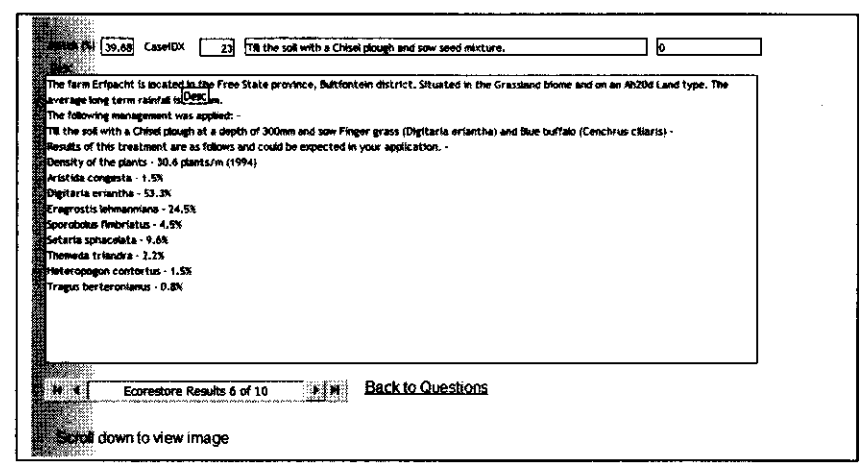 Match (%) 39.68 CaseIDX 23 Till the soil with a Chisel plough and sow seed mixture. 0
Desc
The farm Erfpacht is located in the Free State province, Bultfontein district. Situated in the Grassland biome and on an Ah20d Land type. The
average long term rainfall is
Desc
The following management was applied: -
Till the soil with a Chisel plough at a depth of 300mm and sow Finger grass (Digitaria eriantha) and Blue buffalo (Cenchrus ciliaris) -
Results of this treatment are as follows and could be expected in your application. -
Density of the plants - 30.6 plants/m (1994)
Aristida congesta - 1.5%
Digitaria eriantha - 53.3%
Eragrostis lehmanniana - 24.5%
Sporobolus fimbriatus - 4.5%
Setaria sphacelata - 9.6%
Themeda triandra - 2.2%
Heteropogon contortus - 1.5%
Tragus berteronianus - 0.8%
Ecorestore Results 6 of 10 Back to Questions
Scroll down to view image